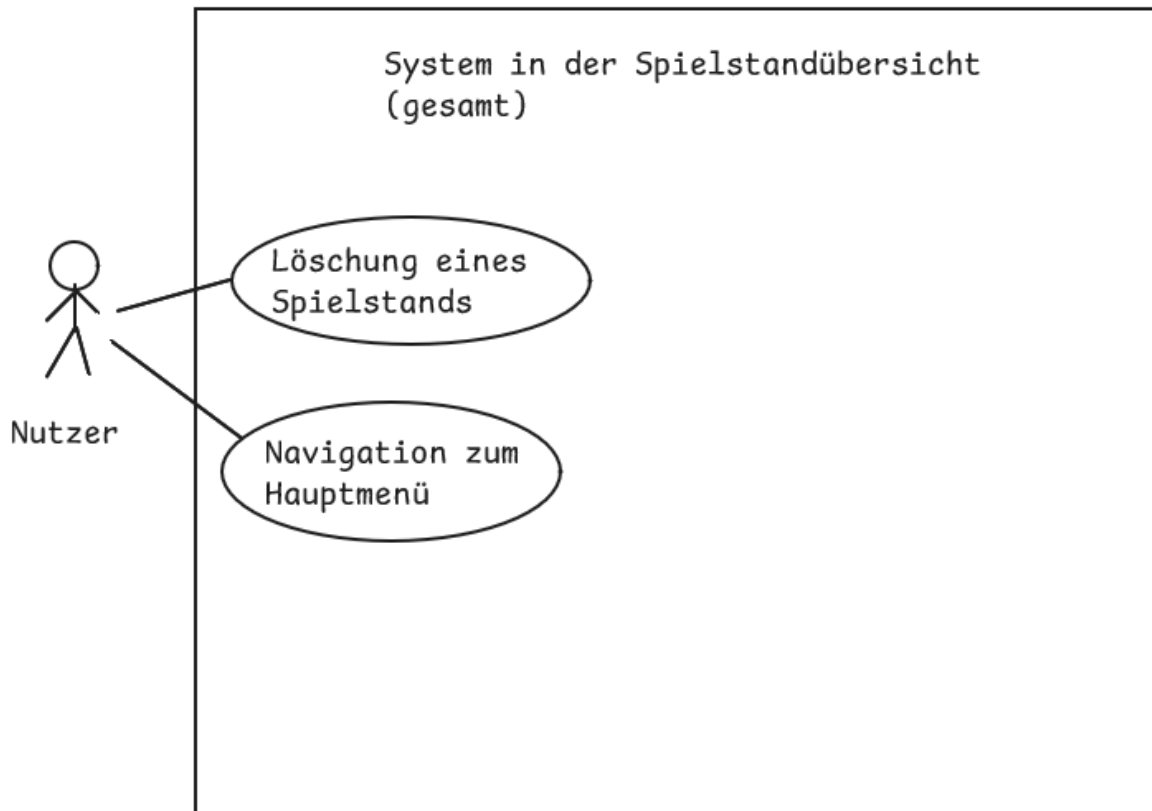 System in der Spielstandübersicht
(gesamt)
Löschung eines
Spielstands
Nutzer
Navigation zum
Hauptmenü